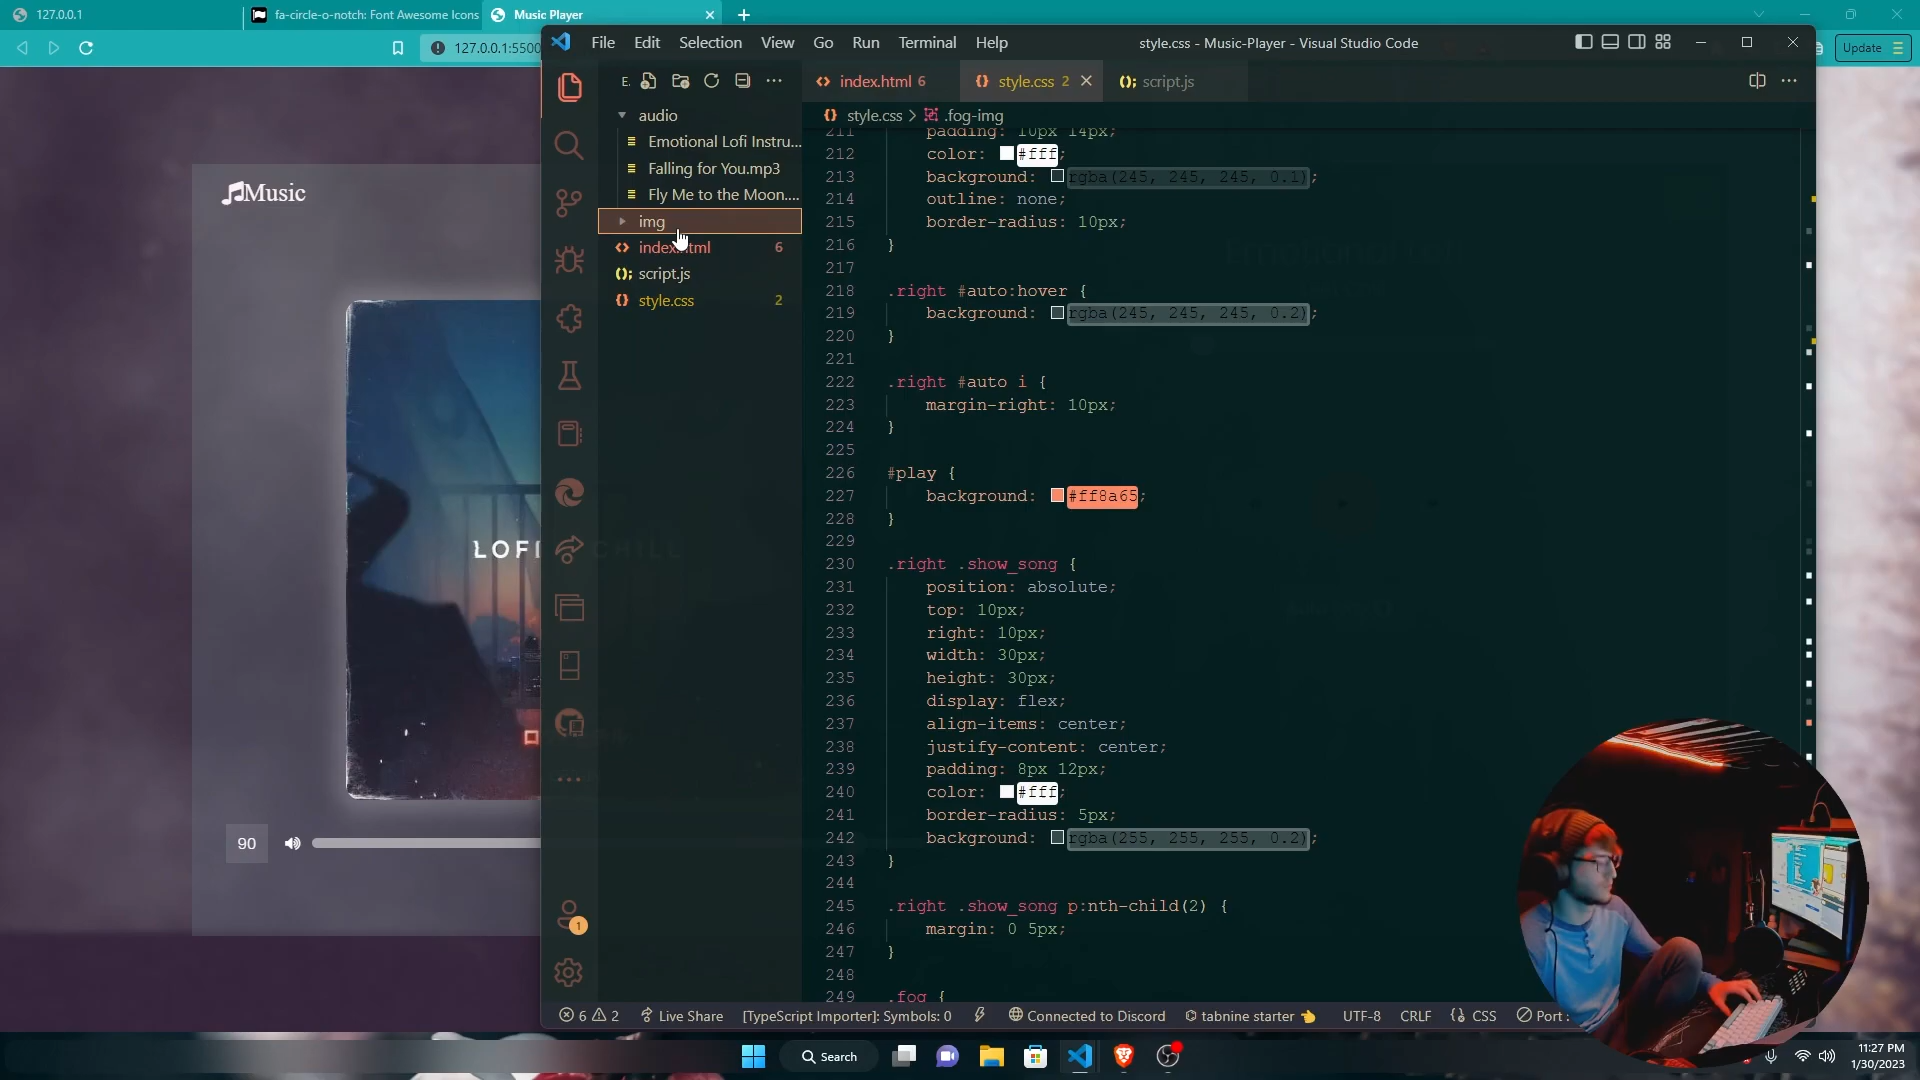 127.0.0.1
fa-circle-o-notch: Font Awesome Icons
Music Player
127.0.0.1:5500
Update
File Edit Selection View Go Run Terminal Help
style.css - Music-Player - Visual Studio Code
E.
index.html 6
style.css 2
script.js
style.css > .fog-img
audio
Emotional Lofi Instru...
Falling for You.mp3
Fly Me to the Moon....
img
index.html 6
script.js
style.css 2
211 padding: 10px 14px;
212 color: #fff;
213 background: rgba(245, 245, 245, 0.1);
214 outline: none;
215 border-radius: 10px;
216 }
217
218 .right #auto:hover {
219 background: rgba(245, 245, 245, 0.2);
220 }
221
222 .right #auto i {
223 margin-right: 10px;
224 }
225
226 #play {
227 background: #ff8a65;
228 }
229
230 .right .show_song {
231 position: absolute;
232 top: 10px;
233 right: 10px;
234 width: 30px;
235 height: 30px;
236 display: flex;
237 align-items: center;
238 justify-content: center;
239 padding: 8px 12px;
240 color: #fff;
241 border-radius: 5px;
242 background: rgba(255, 255, 255, 0.2);
243 }
244
245 .right .show_song p:nth-child(2) {
246 margin: 0 5px;
247 }
248
249 .fog {
Music
LOFI CHILL
90
1
6 2
Live Share
[TypeScript Importer]: Symbols: 0
Connected to Discord
tabnine starter
UTF-8
CRLF
CSS
Port :
Search
11:27 PM
1/30/2023